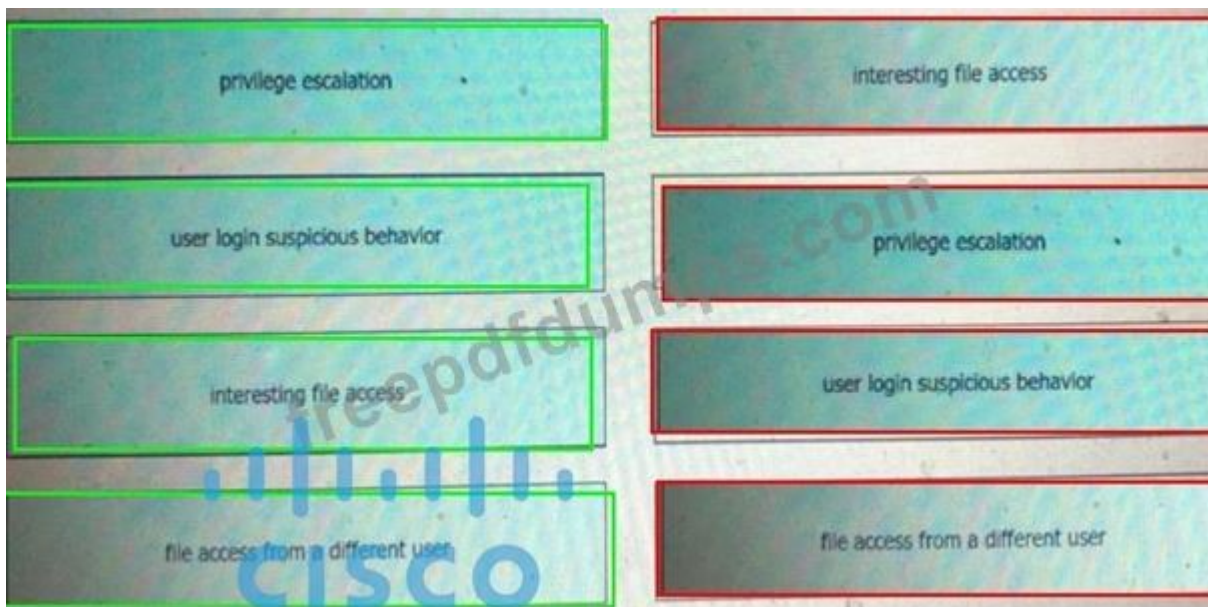 privilege escalation
interesting file access
user login suspicious behavior
privilege escalation
interesting file access
user login suspicious behavior
file access from a different user
file access from a different user
freepdfdumps.com
CISCO